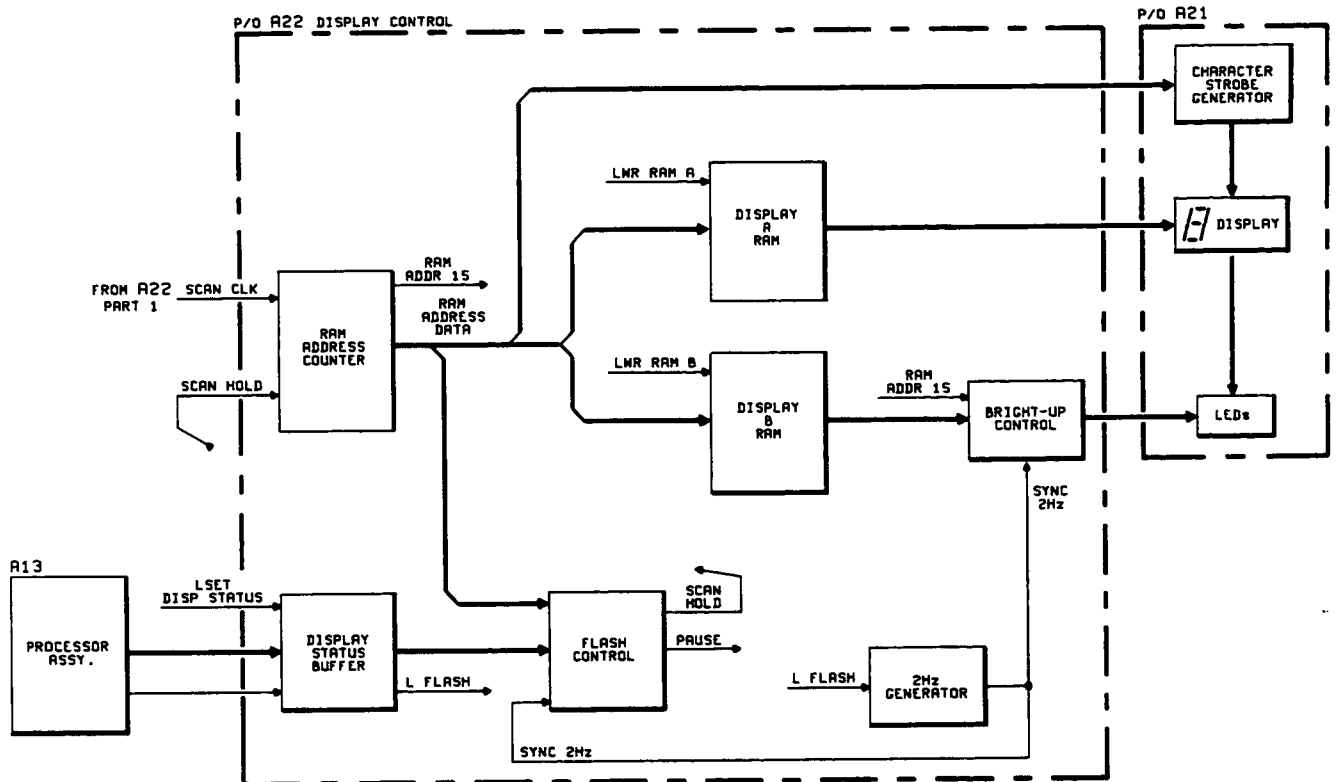 P/O A22 DISPLAY CONTROL
P/O A21
CHARACTER
STROBE
GENERATOR
LWR RAM A
DISPLAY
A
RAM
DISPLAY
RAM
ADDR 15
FROM A22
PART 1
SCAN CLK
RAM
ADDRESS
COUNTER
RAM
ADDRESS
DATA
SCAN HOLD
LWR RAM B
DISPLAY
B
RAM
RAM
ADDR 15
BRIGHT-UP
CONTROL
LEDs
SYNC
2Hz
A13
PROCESSOR
ASSY.
LSET
DISP STATUS
DISPLAY
STATUS
BUFFER
L FLASH
FLASH
CONTROL
SCAN
HOLD
PAUSE
L FLASH
2Hz
GENERATOR
SYNC 2Hz